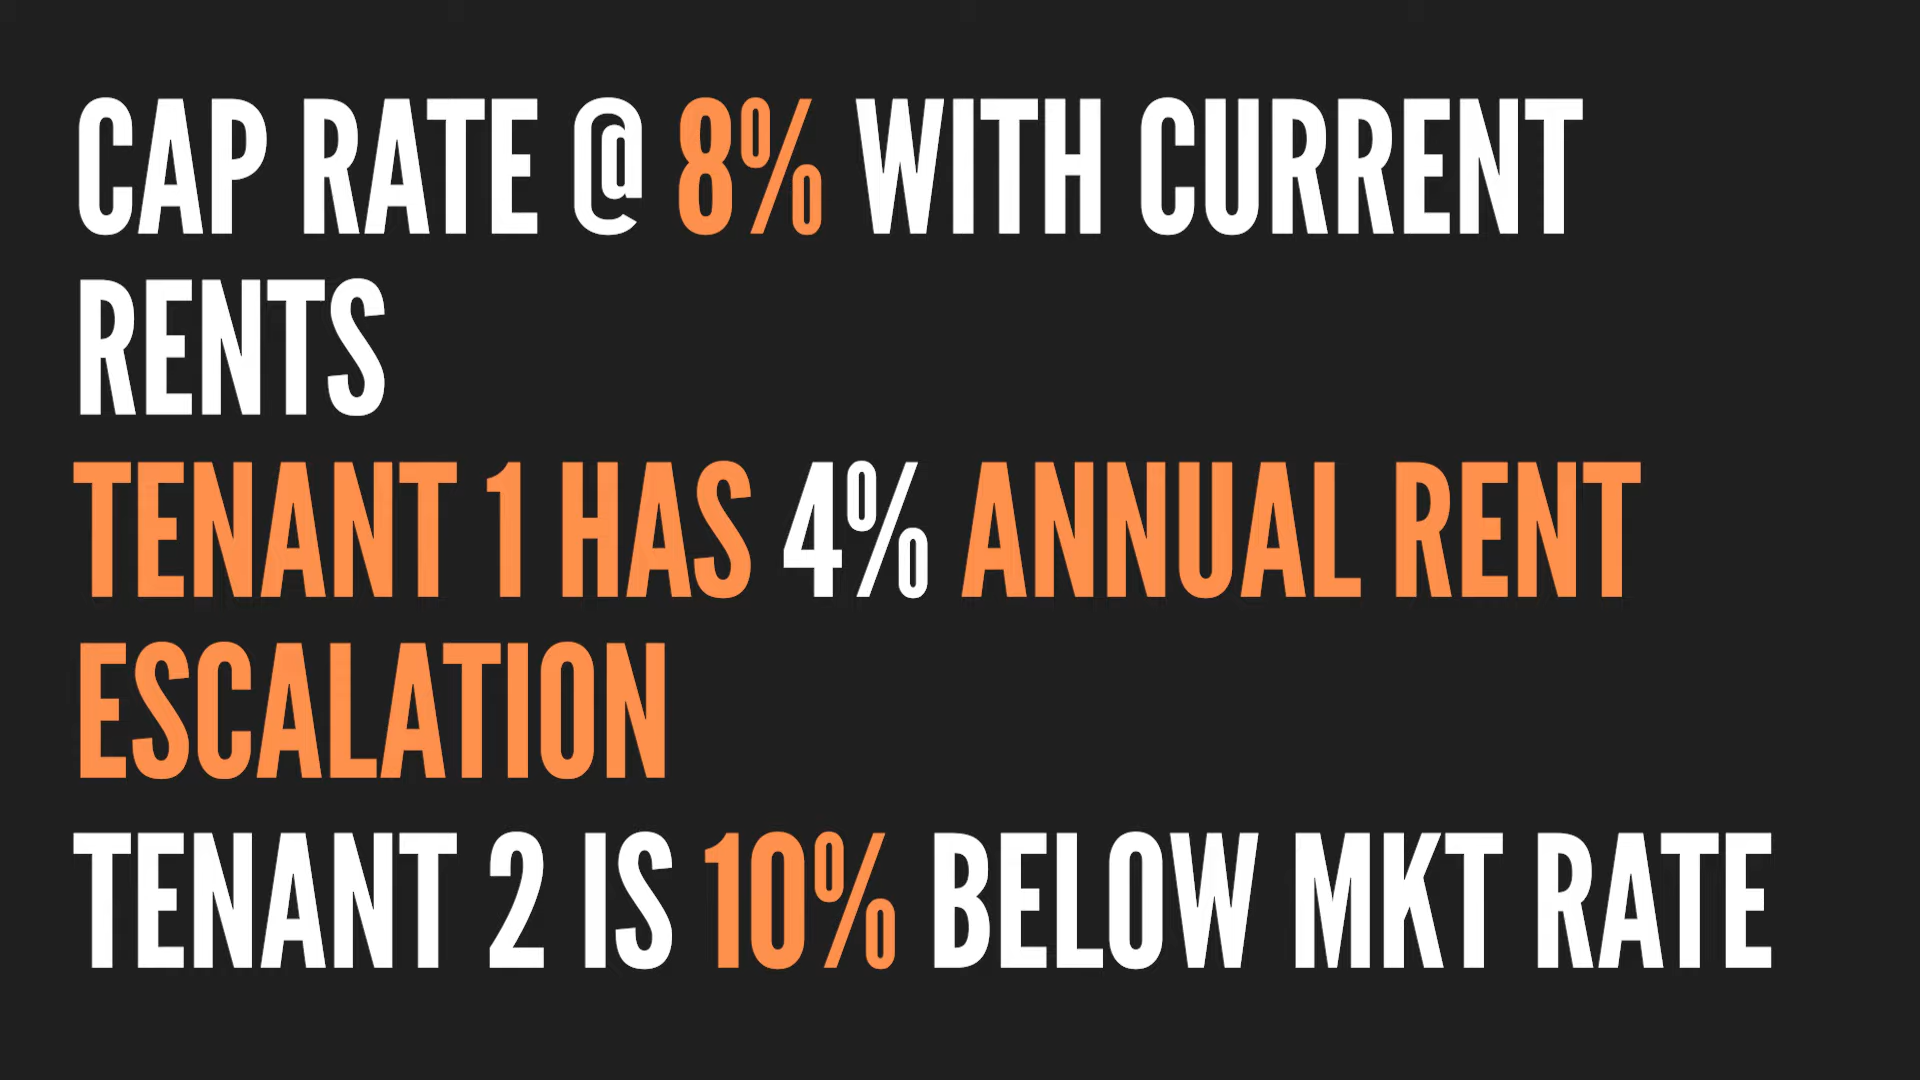 CAP RATE @ 8% WITH CURRENT
RENTS
TENANT 1 HAS 4% ANNUAL RENT
ESCALATION
TENANT 2 IS 10% BELOW MKT RATE